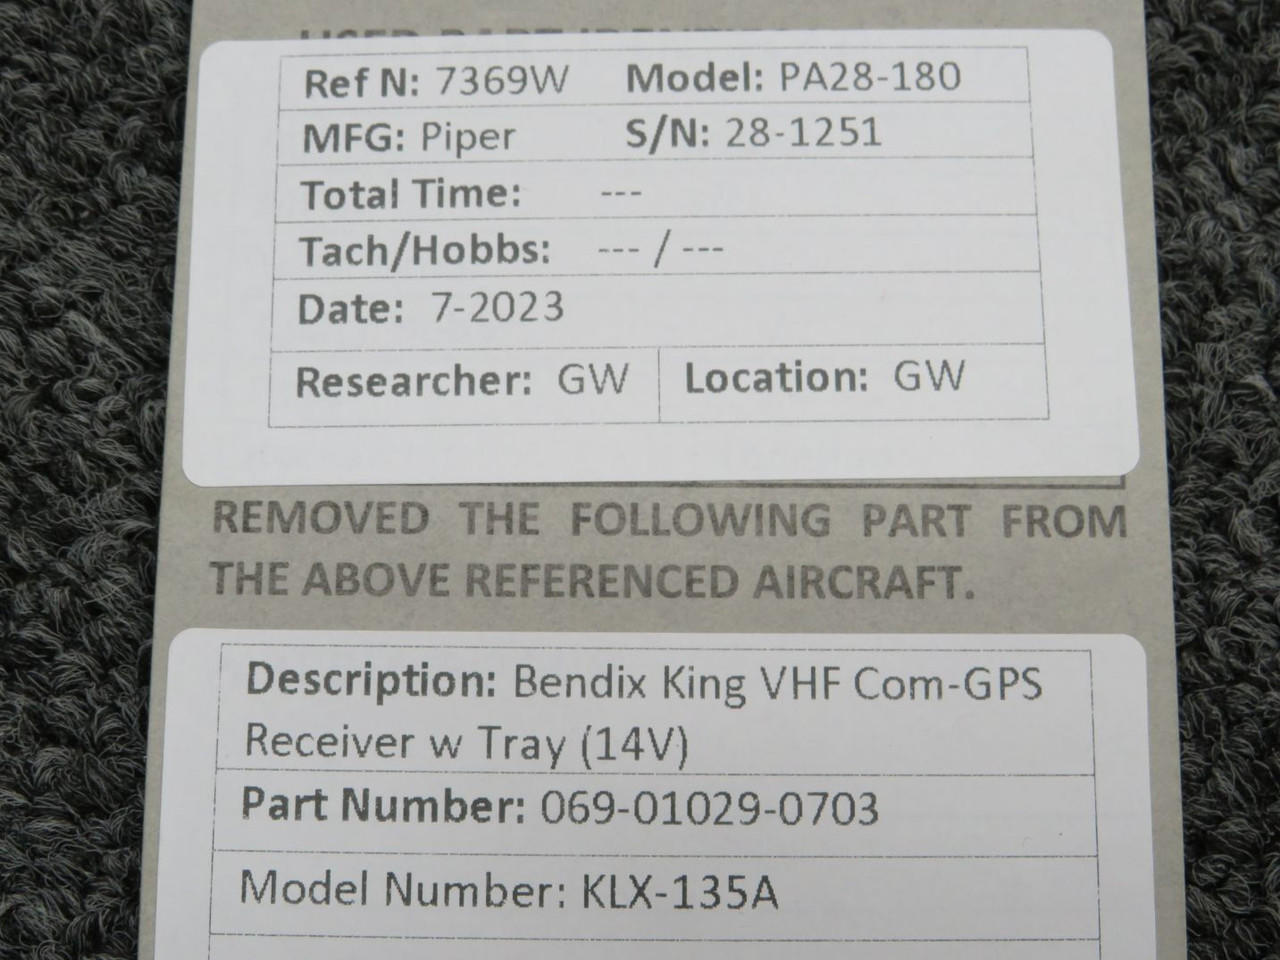 Ref N: 7369W Model: PA28-180
MFG: Piper S/N: 28-1251
Total Time: ---
Tach/Hobbs: --- / ---
Date: 7-2023
Researcher: GW Location: GW
REMOVED THE FOLLOWING PART FROM
THE ABOVE REFERENCED AIRCRAFT.
Description: Bendix King VHF Com-GPS
Receiver w Tray (14V)
Part Number: 069-01029-0703
Model Number: KLX-135A